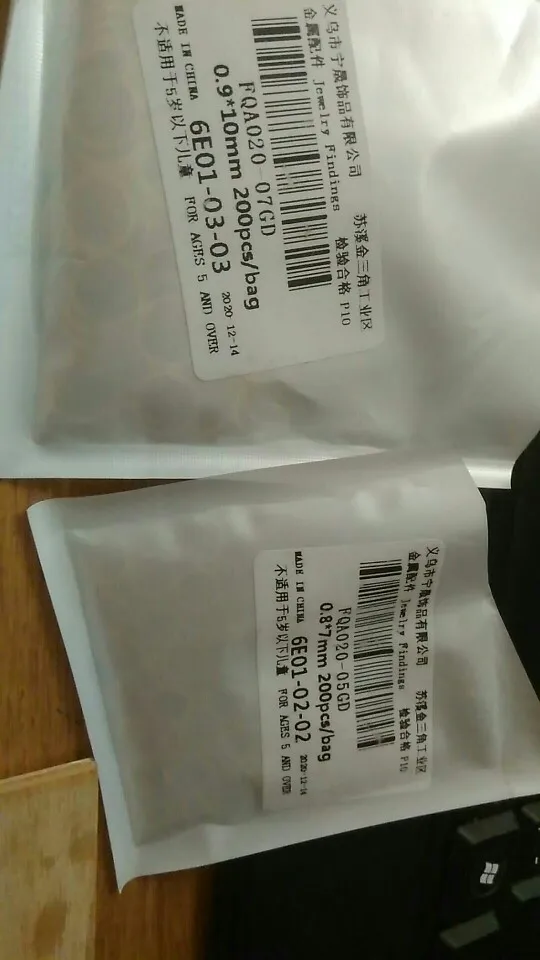 义乌市宁晟饰品有限公司 苏溪金三角工业区
金属配件 Jewelry Findings 检验合格 P10
FQA020-07GD
0.9*10mm 200pcs/bag
6E01-03-03 2020-12-14
MADE IN CHINA
不适用于5岁以下儿童 FOR AGES 5 AND OVER
义乌市宁晟饰品有限公司 苏溪金三角工业区
金属配件 Jewelry Findings 检验合格 P10
FQA020-05GD
0.8*7mm 200pcs/bag
6E01-02-02 2020-12-14
MADE IN CHINA
不适用于5岁以下儿童 FOR AGES 5 AND OVER